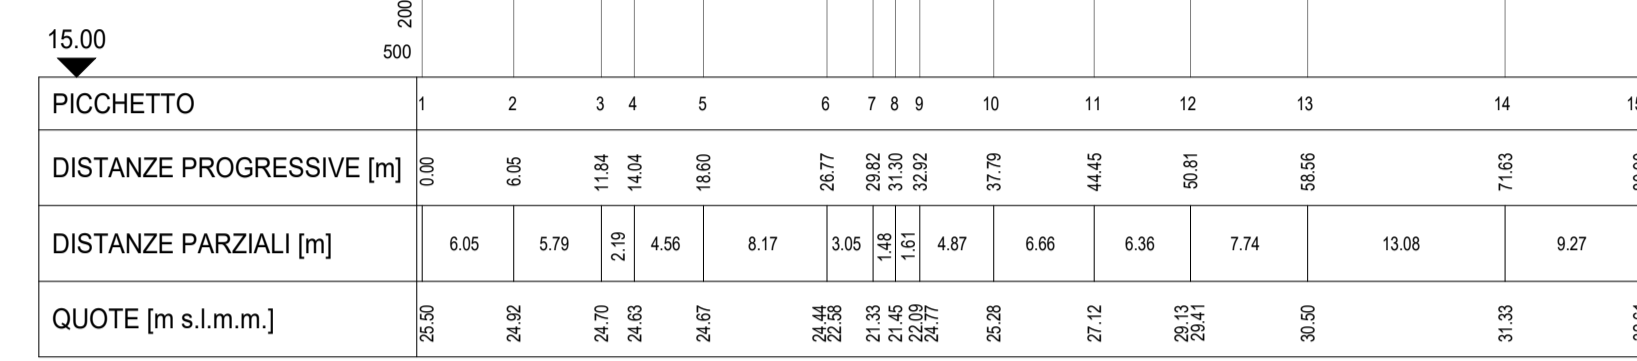 200
15.00
500
PICCHETTO 1 2 3 4 5 6 7 8 9 10 11 12 13 14
DISTANZE PROGRESSIVE [m] 0.00 6.05 11.84 14.04 18.60 26.77 29.82 31.30 32.92 37.79 44.45 50.81 58.56 71.63
DISTANZE PARZIALI [m] 6.05 5.79 2.19 4.56 8.17 3.05 1.48 1.61 4.87 6.66 6.36 7.74 13.08 9.27
QUOTE [m s.l.m.m.] 25.50 24.92 24.70 24.63 24.67 24.44 22.58 21.33 21.45 22.09 24.77 25.28 27.12 29.13 29.41 30.50 31.33